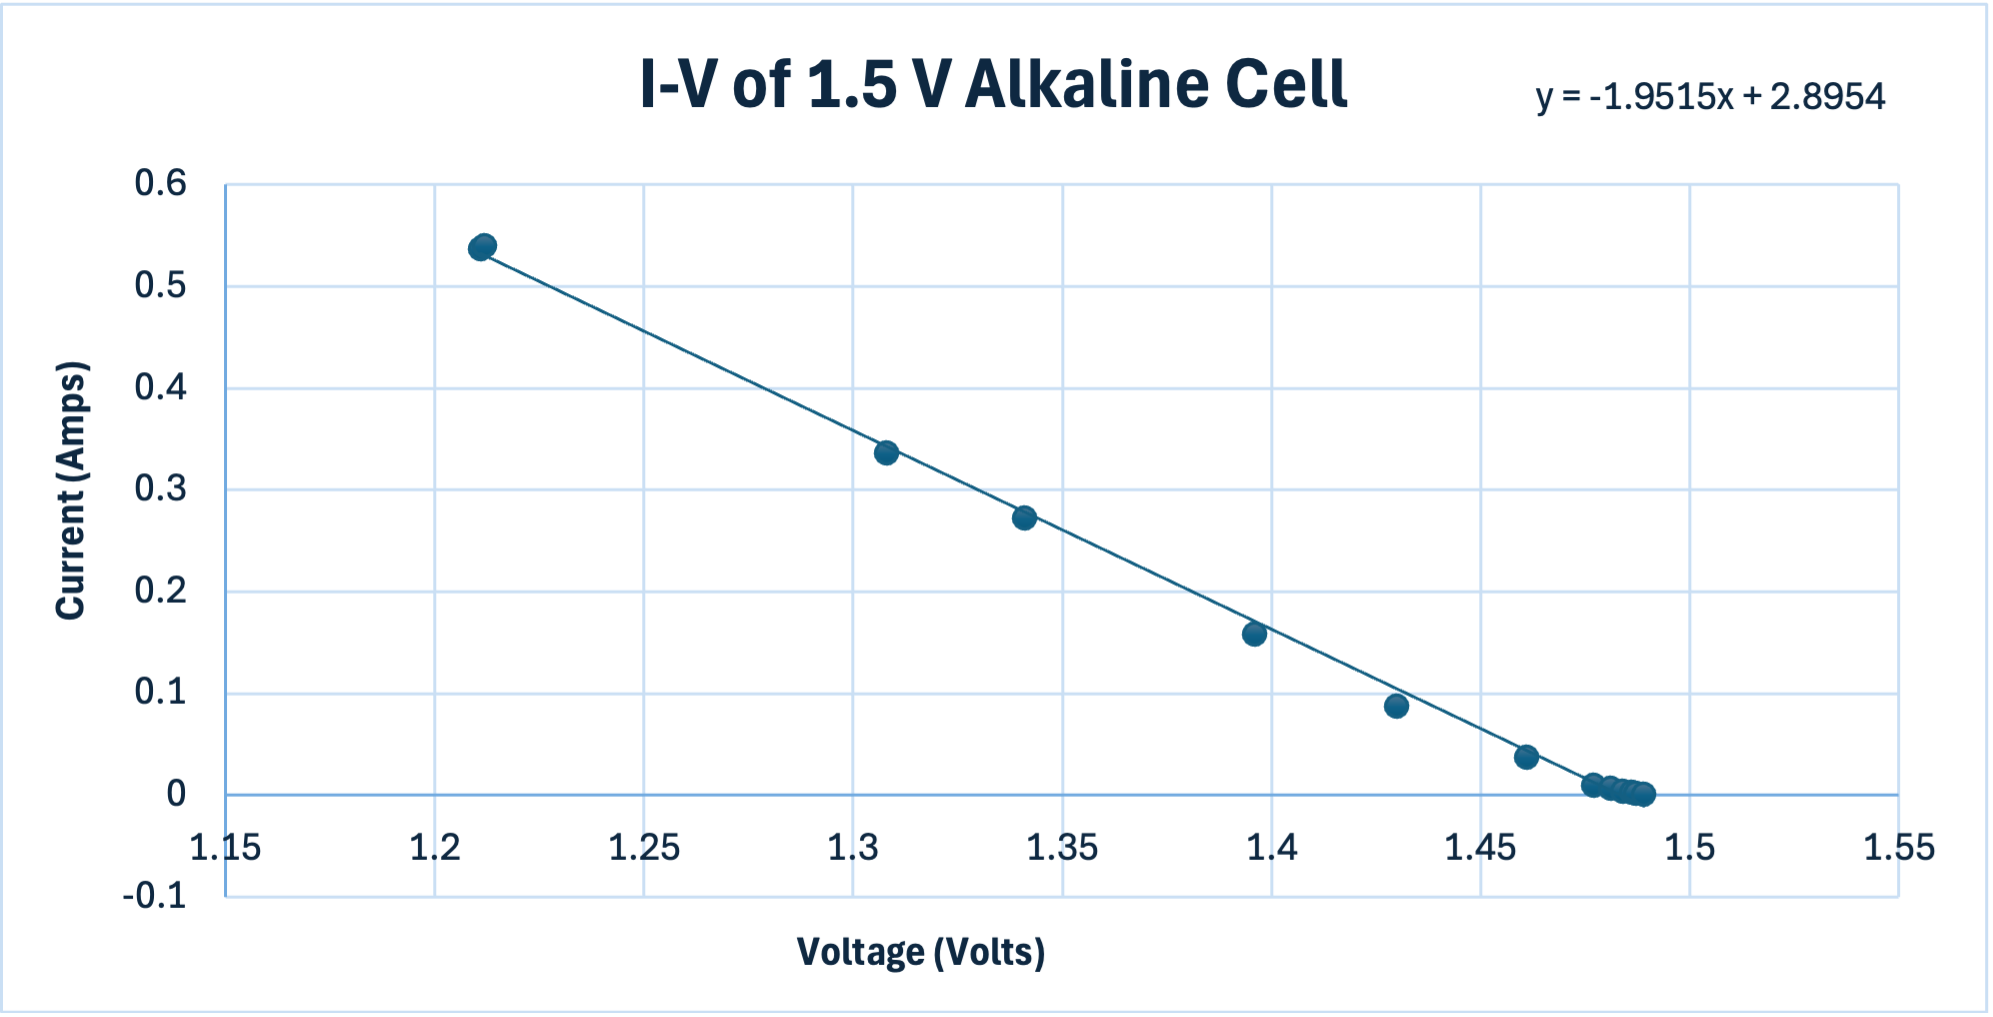 I-V of 1.5 V Alkaline Cell
y = -1.9515x + 2.8954
0.6
0.5
0.4
0.3
0.2
0.1
0
-0.1
Current (Amps)
1.15 1.2 1.25 1.3 1.35 1.4 1.45 1.5 1.55
Voltage (Volts)